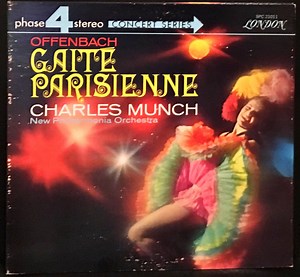 phase 4 stereo CONCERT SERIES
LONDON
OFFENBACH
GAITE
PARISIENNE
CHARLES MUNCH
New Philharmonia Orchestra